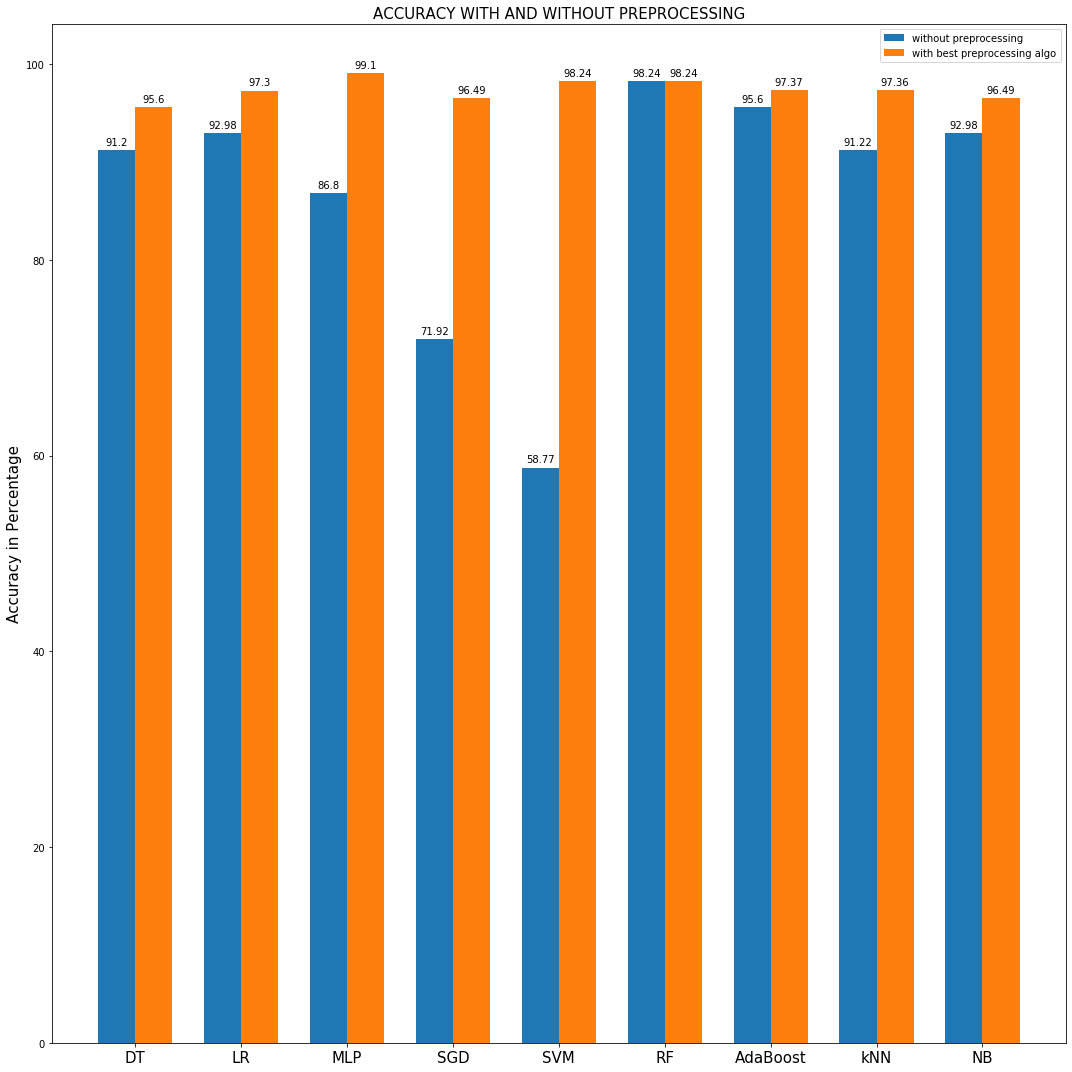 ACCURACY WITH AND WITHOUT PREPROCESSING
without preprocessing
with best preprocessing algo
Accuracy in Percentage
100
80
60
40
20
0
91.2
95.6
92.98
97.3
86.8
99.1
71.92
96.49
58.77
98.24
98.24
98.24
95.6
97.37
91.22
97.36
92.98
96.49
DT
LR
MLP
SGD
SVM
RF
AdaBoost
kNN
NB